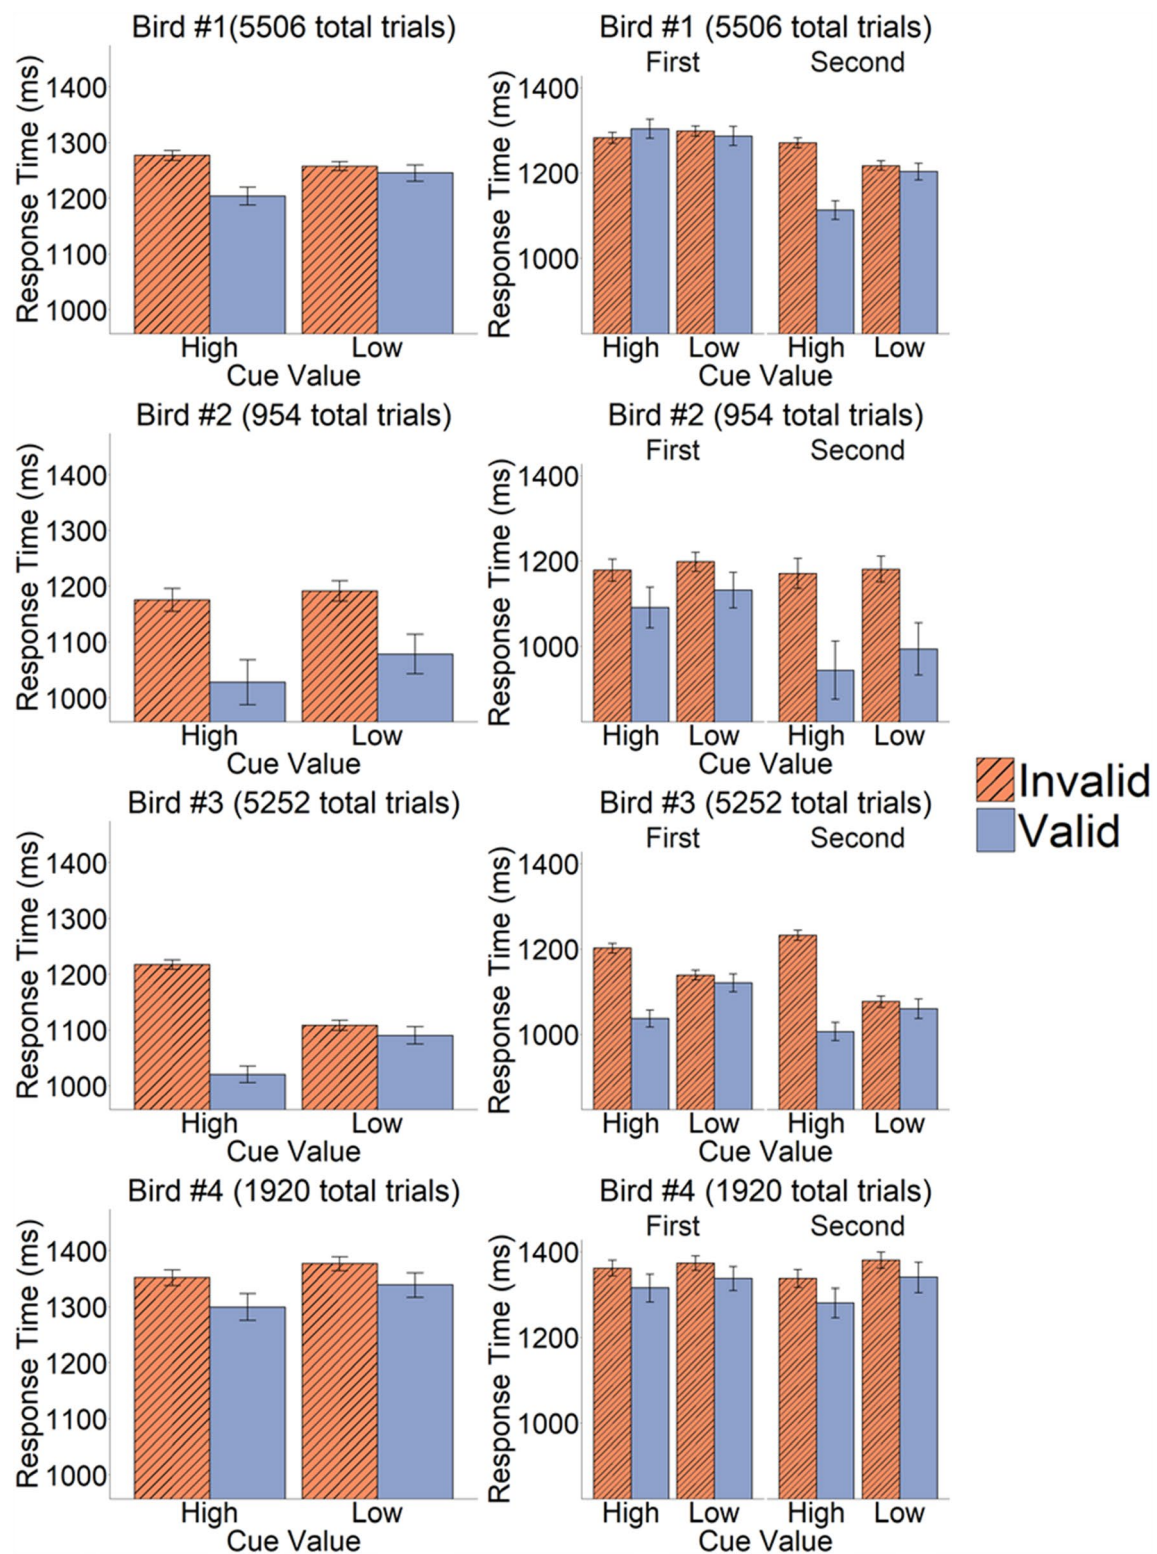 Bird #1(5506 total trials)
Response Time (ms)
1400
1300
1200
1100
1000
High Low
Cue Value
Bird #1 (5506 total trials)
First Second
Response Time (ms)
1400
1200
1000
High Low High Low
Cue Value
Bird #2 (954 total trials)
Response Time (ms)
1400
1300
1200
1100
1000
High Low
Cue Value
Bird #2 (954 total trials)
First Second
Response Time (ms)
1400
1200
1000
High Low High Low
Cue Value
Invalid
Valid
Bird #3 (5252 total trials)
Response Time (ms)
1400
1300
1200
1100
1000
High Low
Cue Value
Bird #3 (5252 total trials)
First Second
Response Time (ms)
1400
1200
1000
High Low High Low
Cue Value
Bird #4 (1920 total trials)
Response Time (ms)
1400
1300
1200
1100
1000
High Low
Cue Value
Bird #4 (1920 total trials)
First Second
Response Time (ms)
1400
1200
1000
High Low High Low
Cue Value